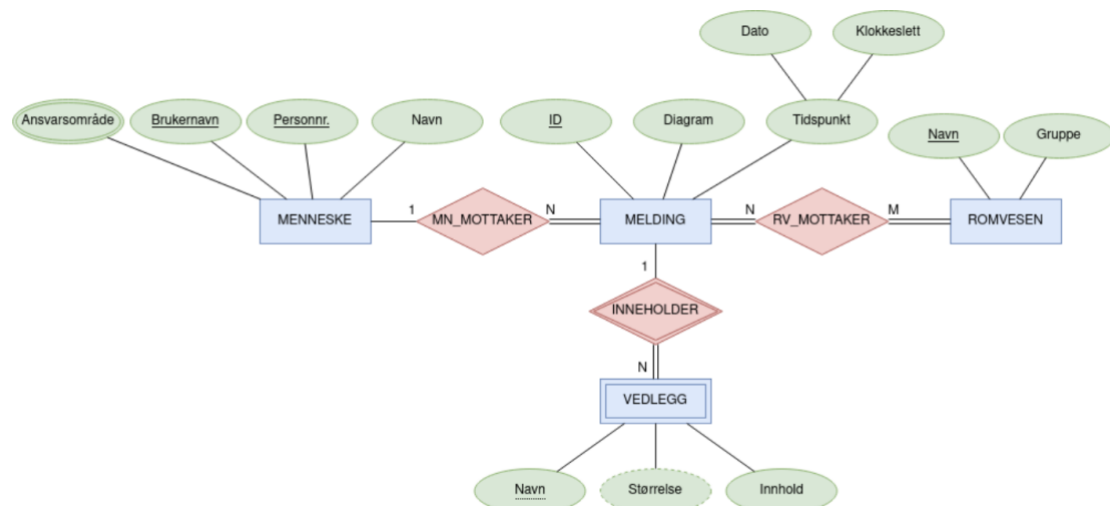 Dato
Klokkeslett
Ansvarsområde
Brukernavn
Personnr.
Navn
ID
Diagram
Tidspunkt
Navn
Gruppe
MENNESKE
1
MN_MOTTAKER
N
MELDING
N
RV_MOTTAKER
M
ROMVESEN
1
INNEHOLDER
N
VEDLEGG
Navn
Størrelse
Innhold